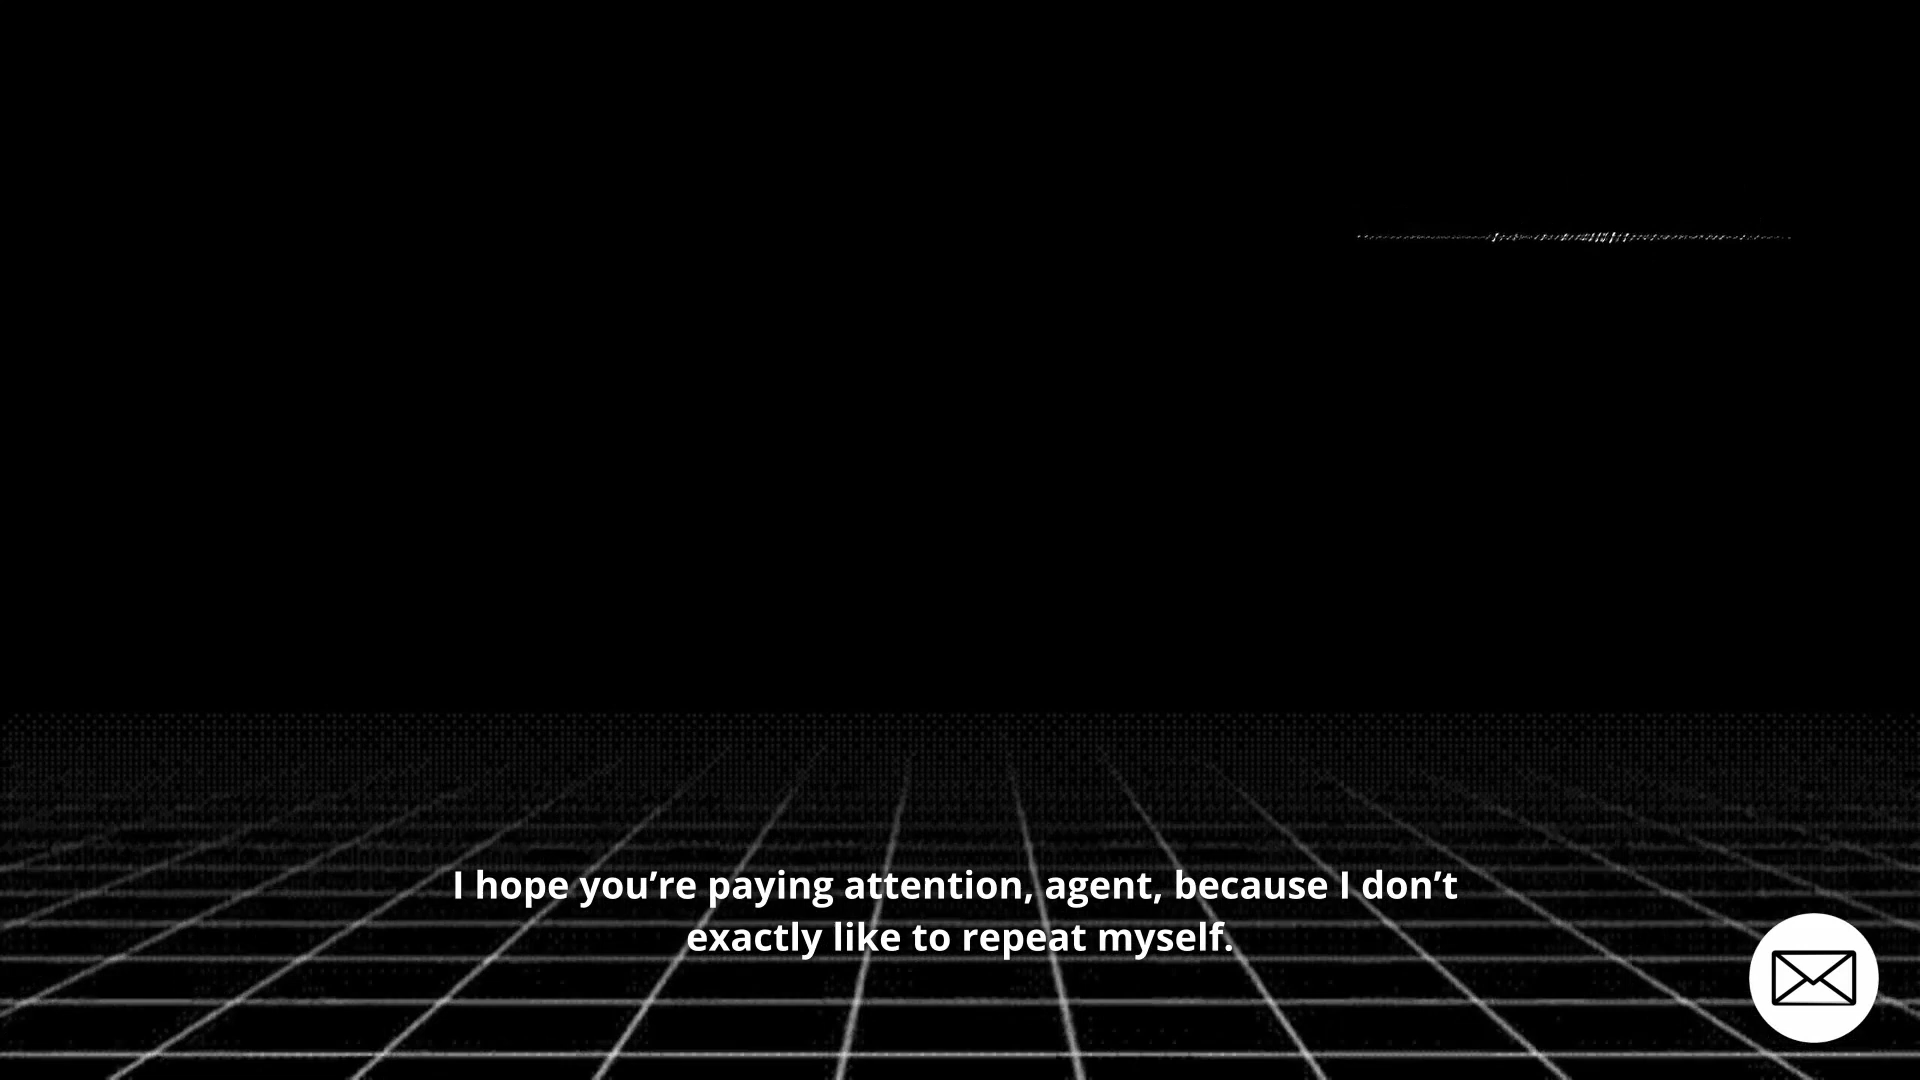 I hope you’re paying attention, agent, because I don’t
exactly like to repeat myself.